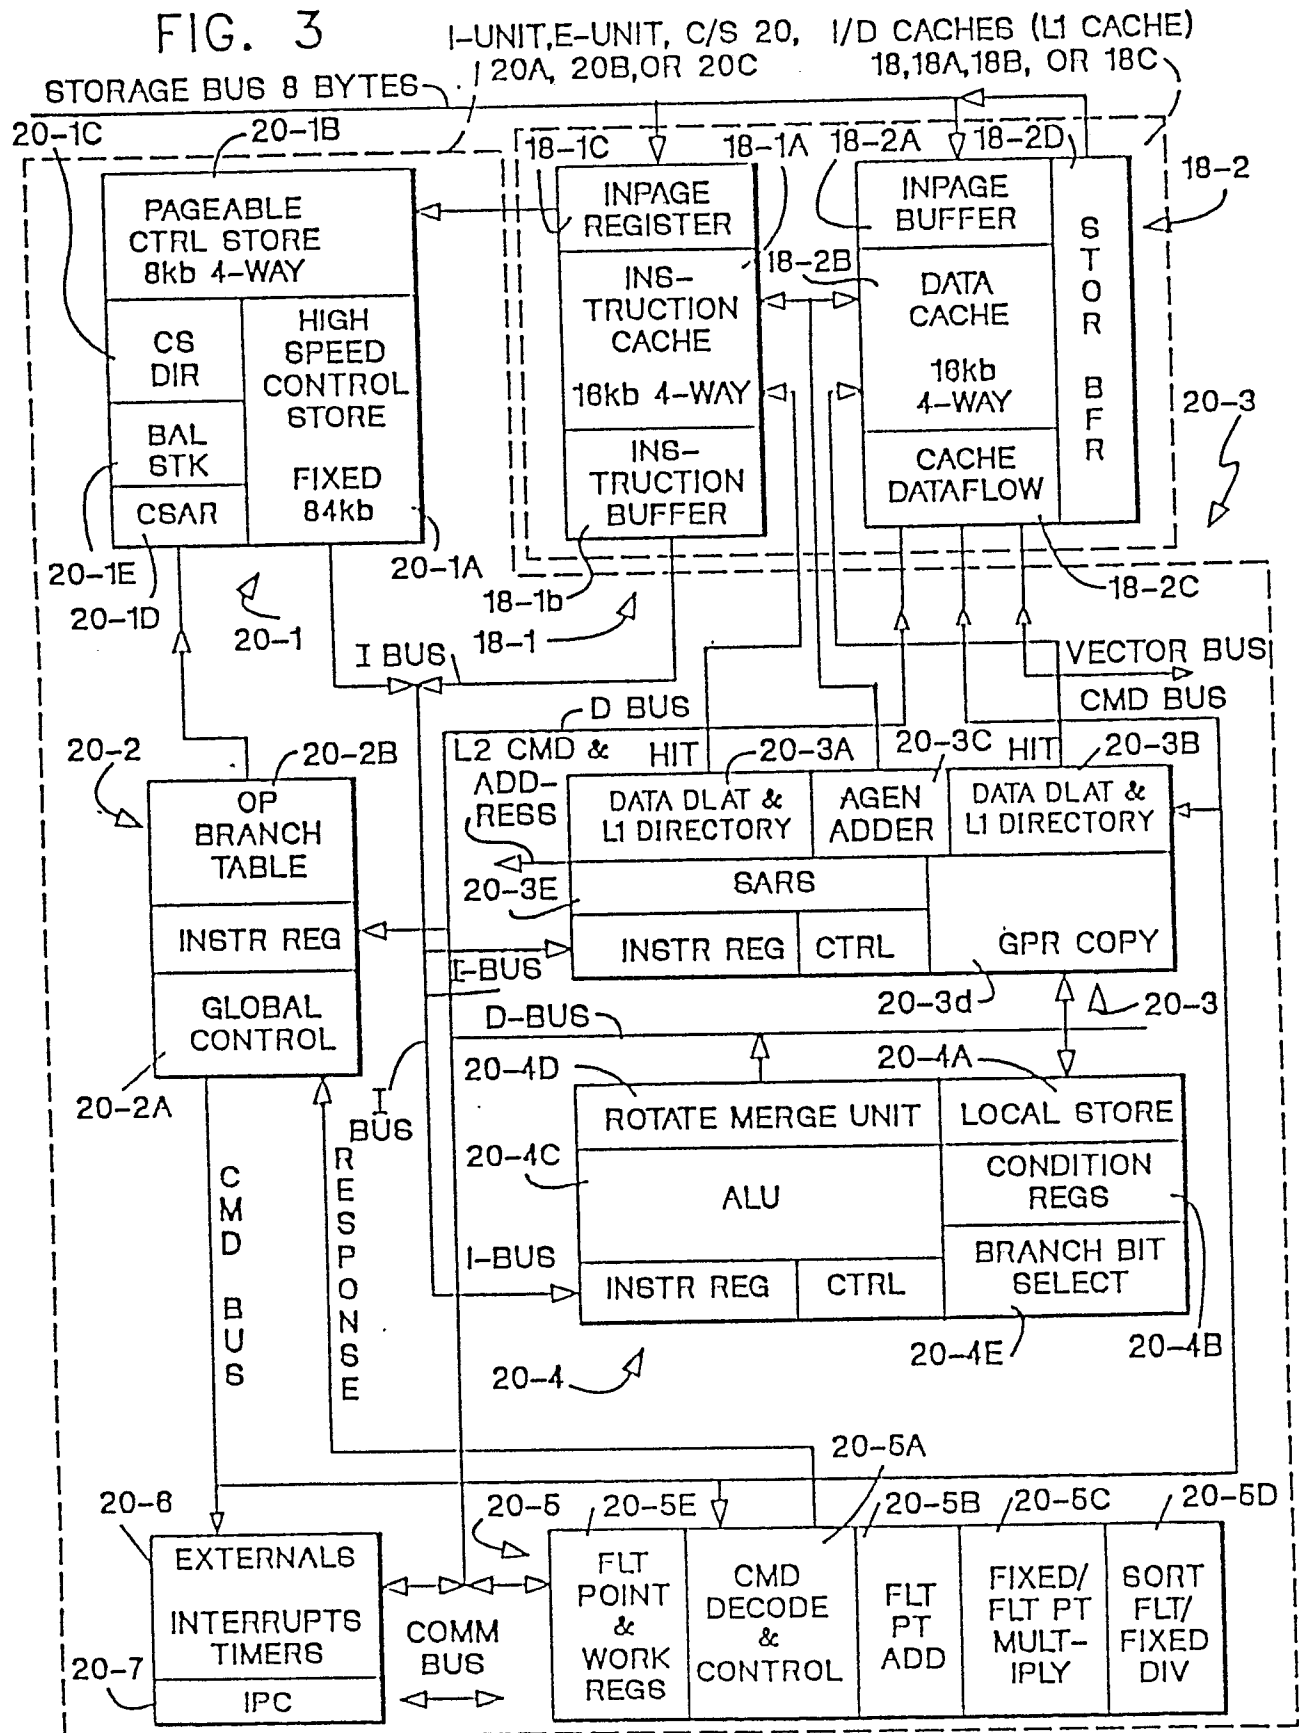 FIG. 3
I-UNIT,E-UNIT, C/S 20,
20A, 20B,OR 20C
I/D CACHES (L1 CACHE)
18,18A,18B, OR 18C
STORAGE BUS 8 BYTES
20-1C
20-1B
18-1C
18-1A
18-2A
18-2D
18-2
PAGEABLE
CTRL STORE
8kb 4-WAY
INPAGE
REGISTER
INPAGE
BUFFER
STOR BFR
CS
DIR
HIGH
SPEED
CONTROL
STORE
FIXED
84kb
BAL
STK
CSAR
INS-
TRUCTION
CACHE
16kb 4-WAY
18-2B
DATA
CACHE
16kb
4-WAY
20-3
INS-
TRUCTION
BUFFER
CACHE
DATAFLOW
20-1E
20-1D
20-1
20-1A
18-1b
18-1
18-2C
I BUS
VECTOR BUS
D BUS
CMD BUS
20-2
20-2B
L2 CMD &
ADD-
RESS
HIT
20-3A
20-3C
HIT
20-3B
OP
BRANCH
TABLE
DATA DLAT &
L1 DIRECTORY
AGEN
ADDER
DATA DLAT &
L1 DIRECTORY
20-3E
SARS
INSTR REG
INSTR REG
CTRL
GPR COPY
I-BUS
GLOBAL
CONTROL
20-3d
20-3
D-BUS
20-2A
I
BUS
20-4D
20-4A
ROTATE MERGE UNIT
LOCAL STORE
20-4C
ALU
CONDITION
REGS
CMD BUS
RESPONSE
I-BUS
BRANCH BIT
SELECT
INSTR REG
CTRL
20-4
20-4E
20-4B
20-5A
20-6
20-5
20-5E
20-5B
20-5C
20-5D
EXTERNALS
INTERRUPTS
TIMERS
20-7
IPC
COMM
BUS
FLT
POINT
&
WORK
REGS
CMD
DECODE
&
CONTROL
FLT
PT
ADD
FIXED/
FLT PT
MULT-
IPLY
SORT
FLT/
FIXED
DIV